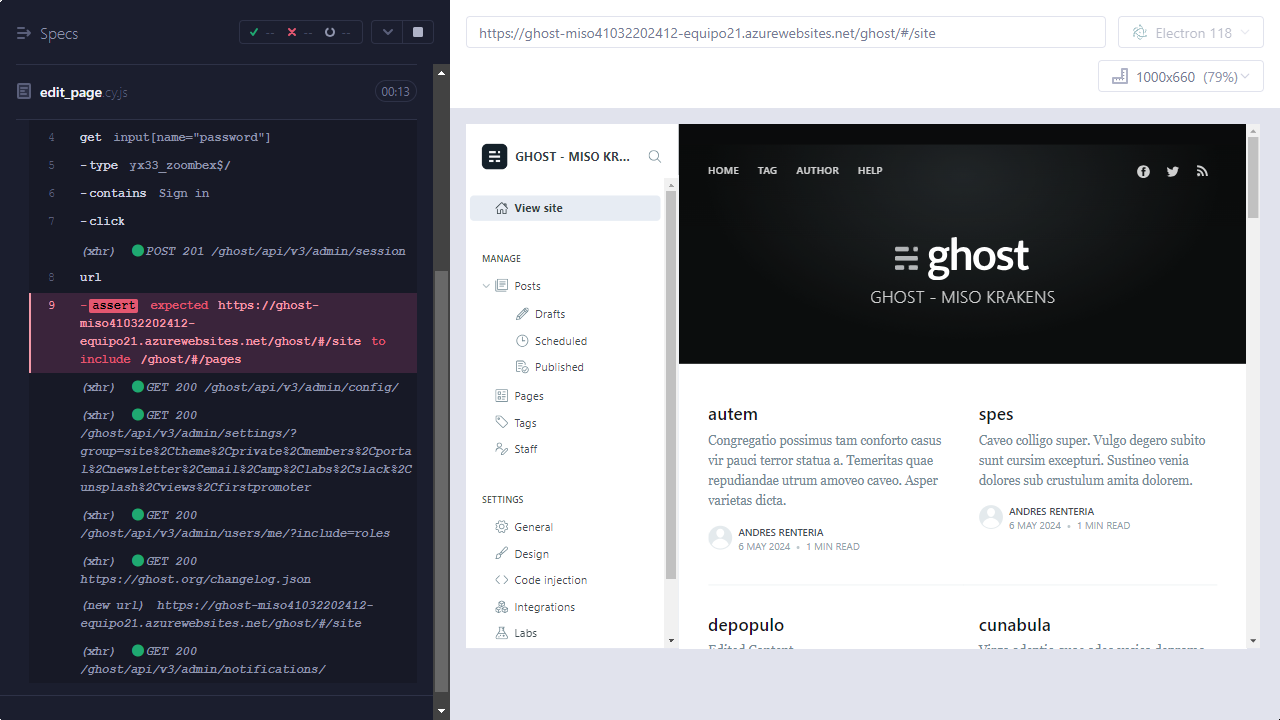 Specs
--
--
--
edit_page.cy.js
00:13
4 get input[name="password"]
5 -type yx33_zoombex$/
6 -contains Sign in
7 -click
(xhr) POST 201 /ghost/api/v3/admin/session
8 url
9 -assert expected https://ghost-
miso41032202412-
equipo21.azurewebsites.net/ghost/#/site to
include /ghost/#/pages
(xhr) GET 200 /ghost/api/v3/admin/config/
(xhr) GET 200
/ghost/api/v3/admin/settings/?
group=site%2Ctheme%2Cprivate%2Cmembers%2Cporta
l%2Cnewsletter%2Cemail%2Camp%2Clabs%2Cslack%2C
unsplash%2Cviews%2Cfirstpromoter
(xhr) GET 200
/ghost/api/v3/admin/users/me/?include=roles
(xhr) GET 200
https://ghost.org/changelog.json
(new url) https://ghost-miso41032202412-
equipo21.azurewebsites.net/ghost/#/site
(xhr) GET 200
/ghost/api/v3/admin/notifications/
https://ghost-miso41032202412-equipo21.azurewebsites.net/ghost/#/site
Electron 118
1000x660 (79%)
GHOST - MISO KR...
View site
MANAGE
Posts
Drafts
Scheduled
Published
Pages
Tags
Staff
SETTINGS
General
Design
Code injection
Integrations
Labs
HOME TAG AUTHOR HELP
ghost
GHOST - MISO KRAKENS
autem
Congregatio possimus tam conforto casus
vir pauci terror statua a. Temeritas quae
repudiandae utrum amoveo caveo. Asper
varietas dicta.
ANDRES RENTERIA
6 MAY 2024 • 1 MIN READ
spes
Caveo colligo super. Vulgo degero subito
sunt cursim excepturi. Sustineo venia
dolores sub crustulum amita dolorem.
ANDRES RENTERIA
6 MAY 2024 • 1 MIN READ
depopulo
Edited Content
cunabula